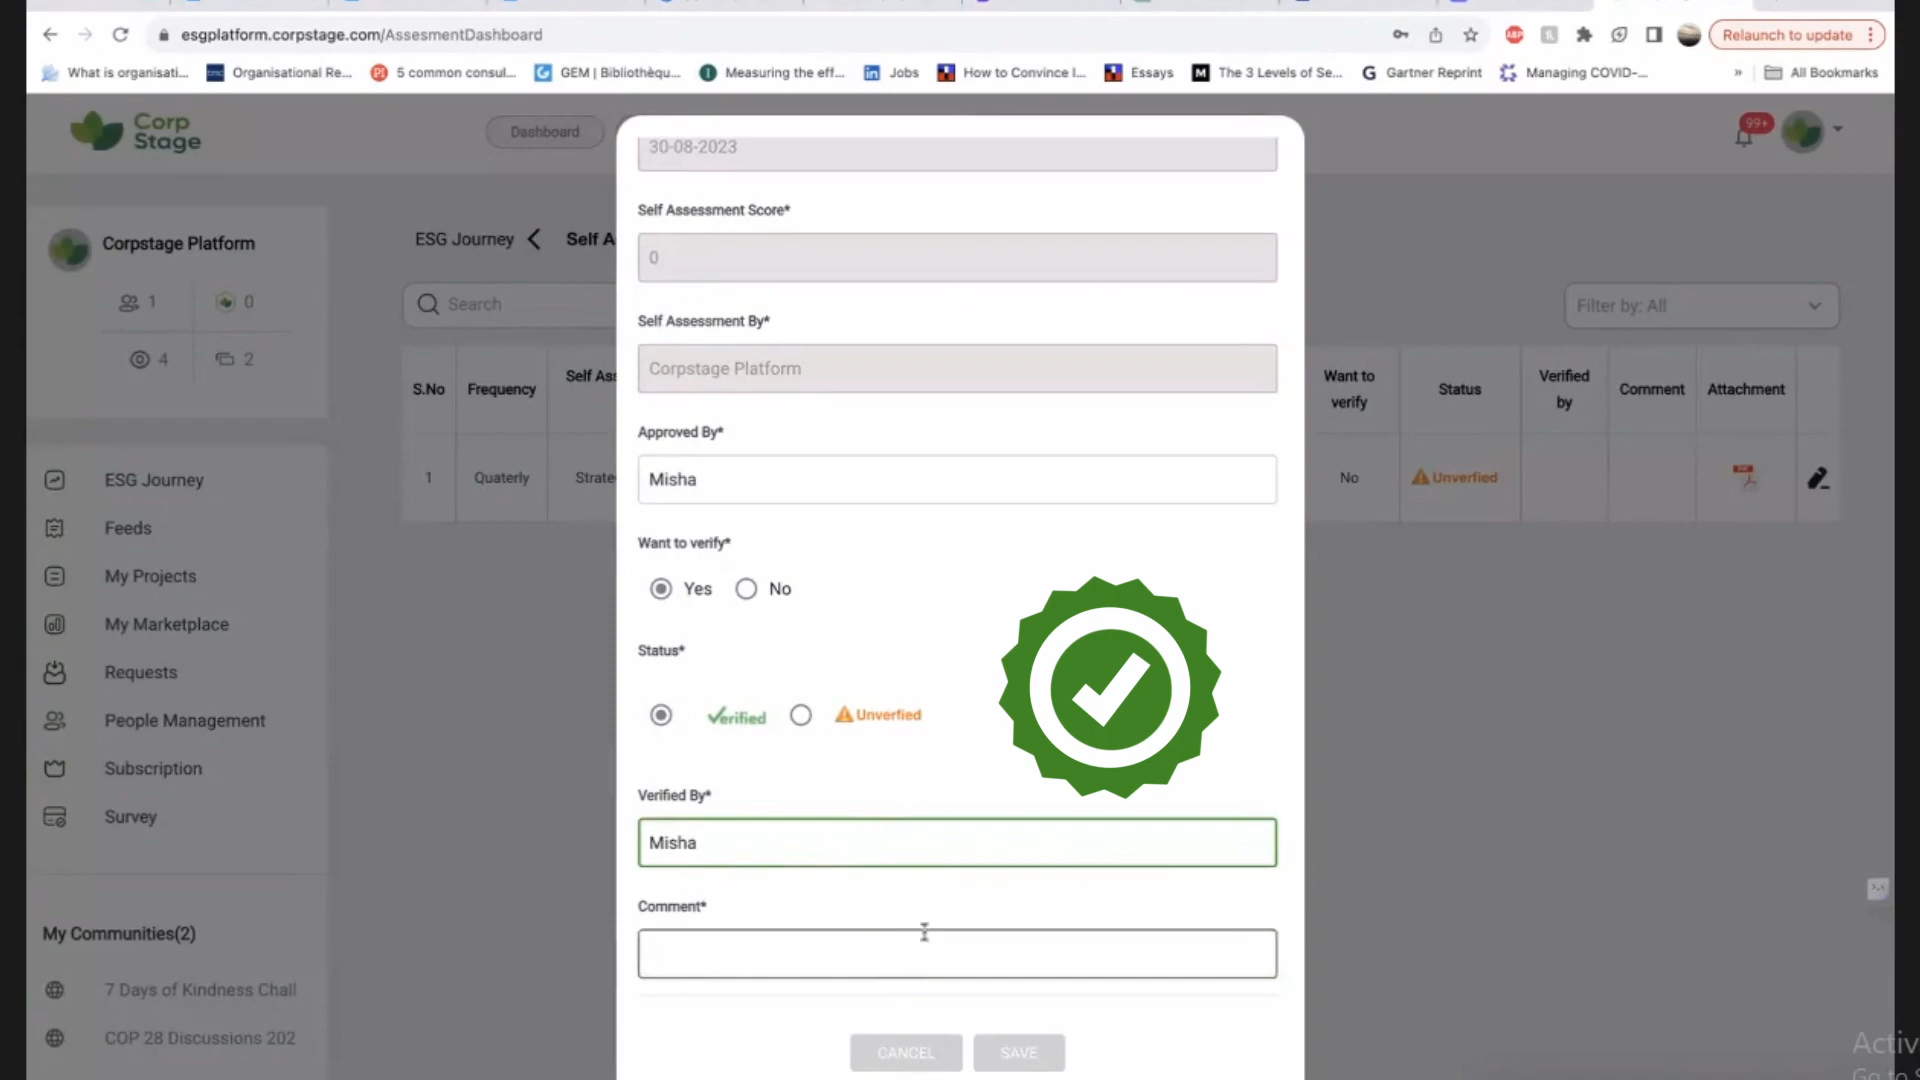 esgplatform.corpstage.com/AssesmentDashboard
Relaunch to update
What is organisati...
Organisational Re...
5 common consul...
GEM | Bibliothèqu...
Measuring the eff...
Jobs
How to Convince I...
Essays
The 3 Levels of Se...
Gartner Reprint
Managing COVID-...
»
All Bookmarks
Corp
Stage
Dashboard
99+
Corpstage Platform
1
0
4
2
ESG Journey
Feeds
My Projects
My Marketplace
Requests
People Management
Subscription
Survey
My Communities(2)
7 Days of Kindness Chall
COP 28 Discussions 202
ESG Journey
Self A
Search
Filter by: All
S.No
Frequency
Self Ass
Want to
verify
Status
Verified
by
Comment
Attachment
1
Quaterly
Strate
No
Unverfied
30-08-2023
Self Assessment Score*
0
Self Assessment By*
Corpstage Platform
Approved By*
Misha
Want to verify*
Yes
No
Status*
Verified
Unverfied
Verified By*
Misha
Comment*
CANCEL
SAVE
Activ